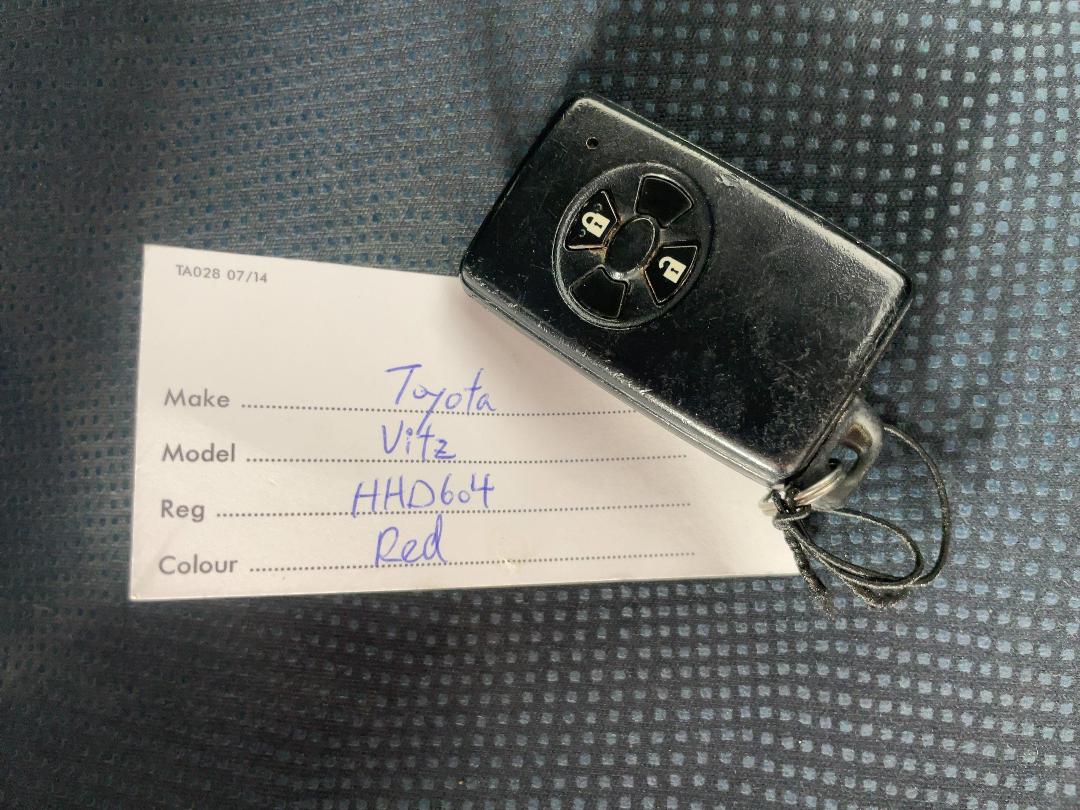 TA028 07/14
Make Toyota
Model Vitz
Reg HHD604
Colour Red